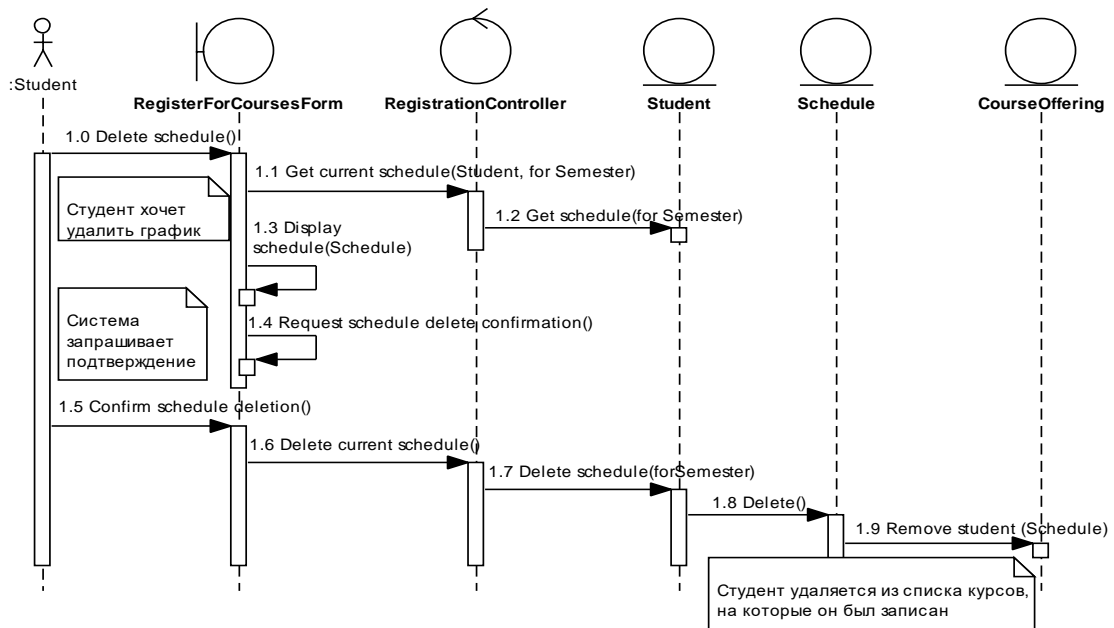 :Student
RegisterForCoursesForm
RegistrationController
Student
Schedule
CourseOffering
1.0 Delete schedule()
1.1 Get current schedule(Student, for Semester)
Студент хочет
удалить график
1.2 Get schedule(for Semester)
1.3 Display
schedule(Schedule)
Система
запрашивает
подтверждение
1.4 Request schedule delete confirmation()
1.5 Confirm schedule deletion()
1.6 Delete current schedule()
1.7 Delete schedule(forSemester)
1.8 Delete()
1.9 Remove student (Schedule)
Студент удаляется из списка курсов,
на которые он был записан